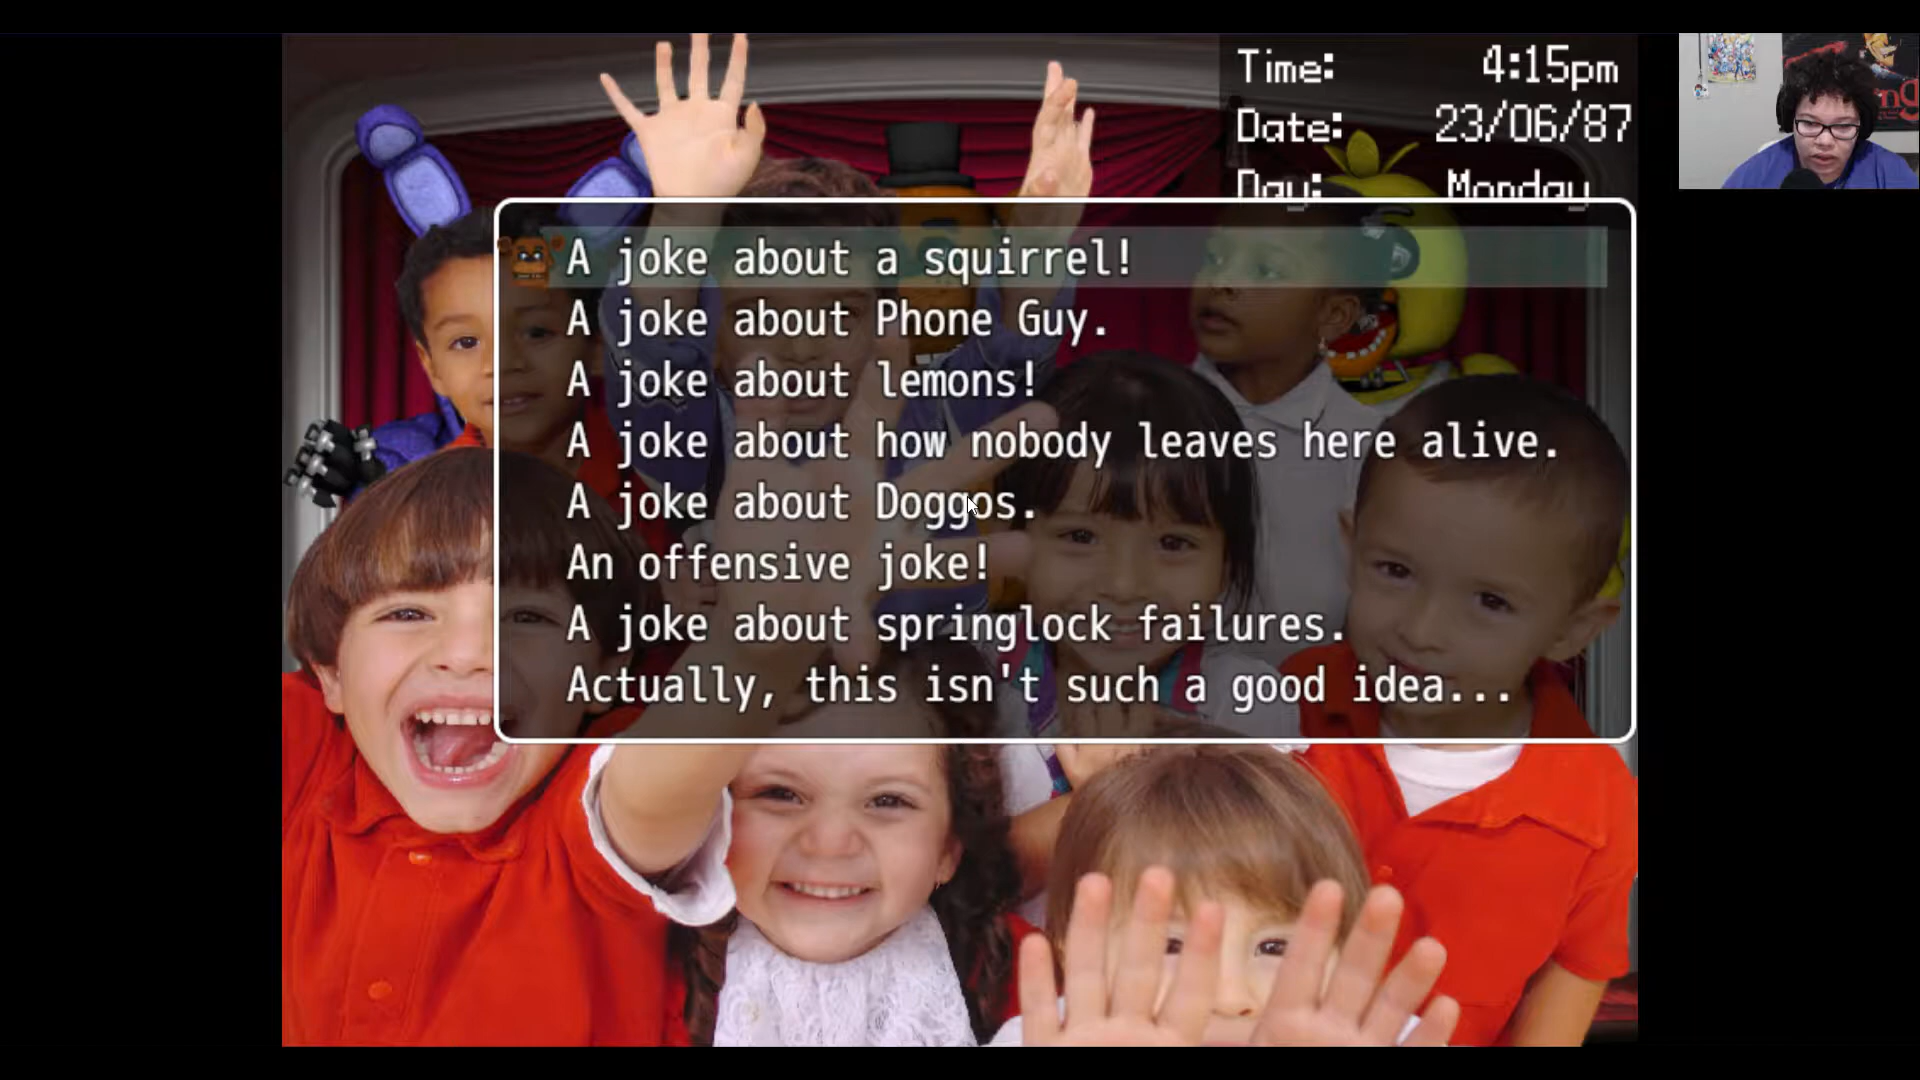 Time: 4:15pm
Date: 23/06/87
Day: Monday
A joke about a squirrel!
A joke about Phone Guy.
A joke about lemons!
A joke about how nobody leaves here alive.
A joke about Doggos.
An offensive joke!
A joke about springlock failures.
Actually, this isn't such a good idea...